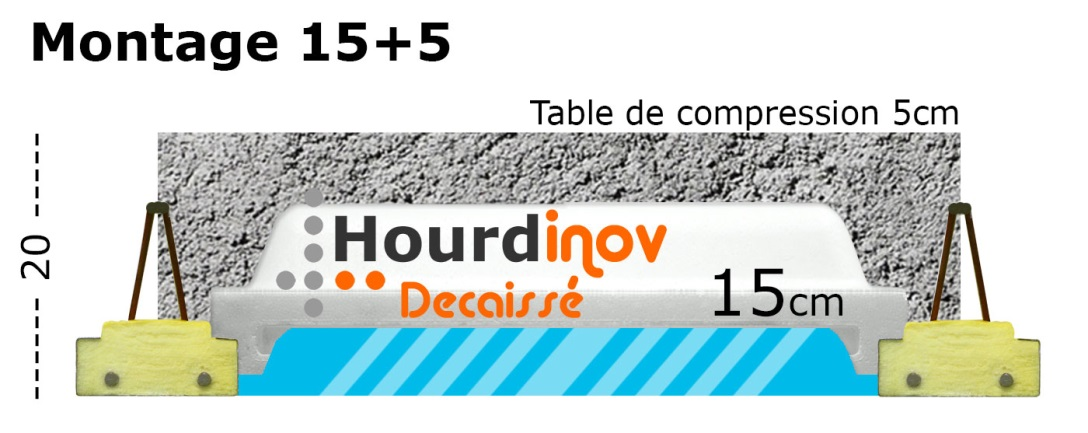 Montage 15+5
Table de compression 5cm
20
Hourdinov
Decaissé
15cm